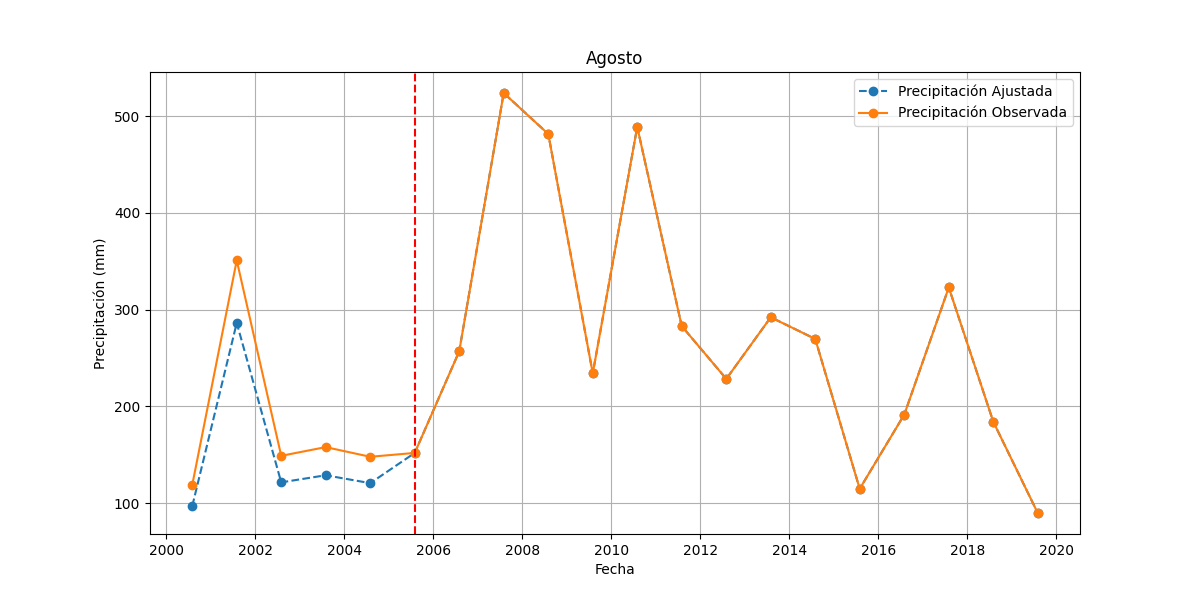 Agosto
Precipitación Ajustada
Precipitación Observada
Precipitación (mm)
500
400
300
200
100
2000 2002 2004 2006 2008 2010 2012 2014 2016 2018 2020
Fecha